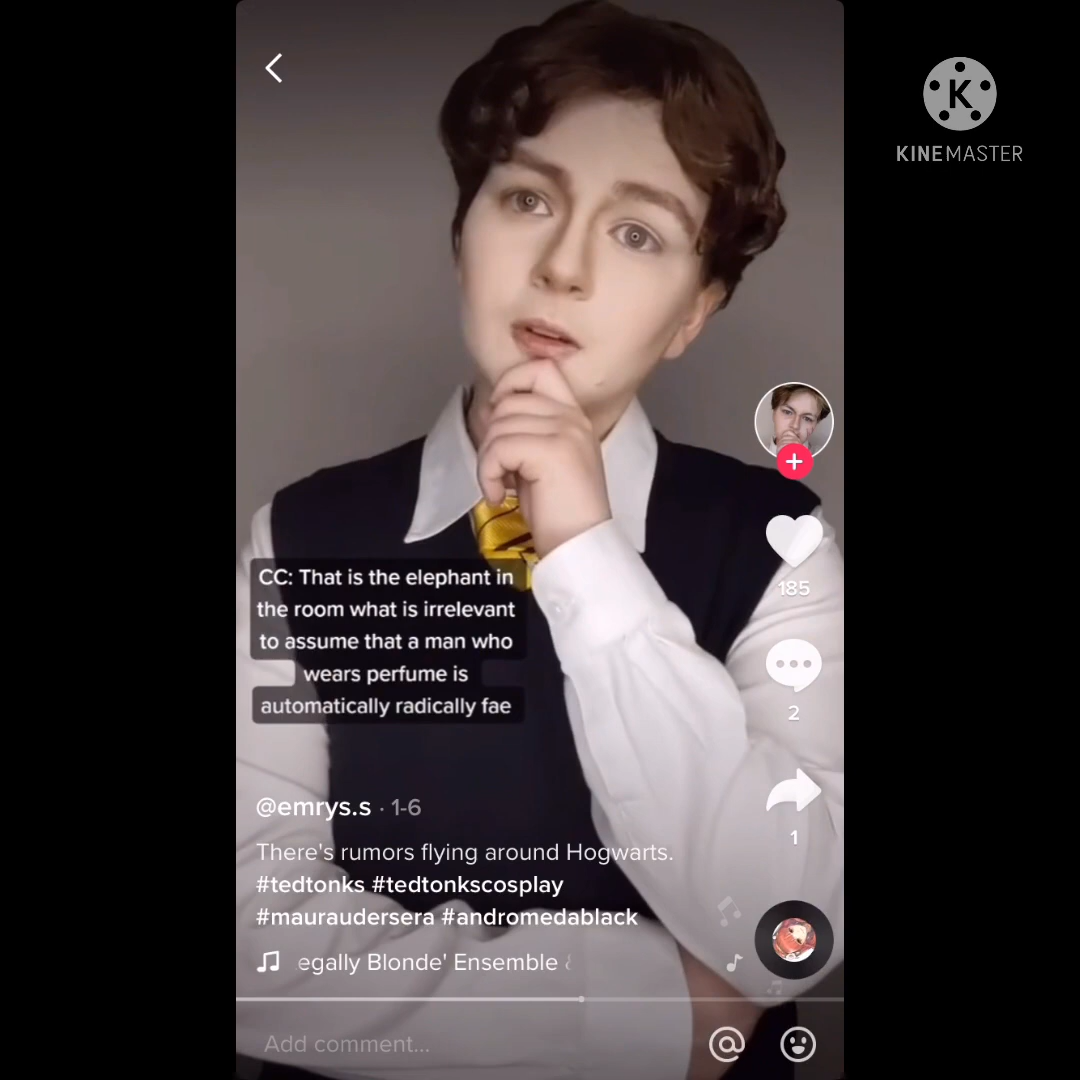 K
KINEMASTER
CC: That is the elephant in
the room what is irrelevant
to assume that a man who
wears perfume is
automatically radically fae
185
2
1
@emrys.s · 1-6
There's rumors flying around Hogwarts.
#tedtonks #tedtonkscosplay
#mauraudersera #andromedablack
egally Blonde' Ensemble &
Add comment...